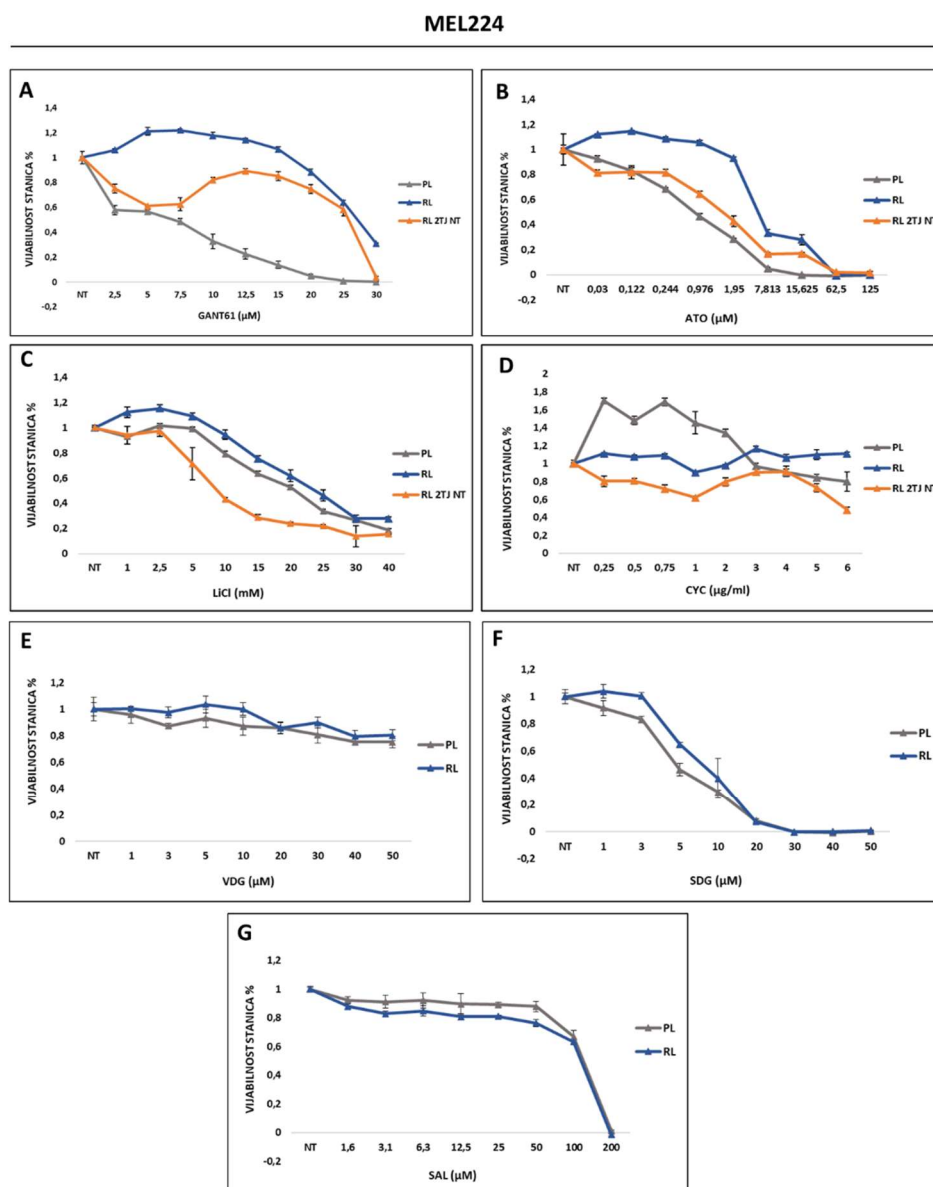 MEL224
A
VIJABILNOST STANICA %
1,4
1,2
1
0,8
0,6
0,4
0,2
0
-0,2
NT 2,5 5 7,5 10 12,5 15 20 25 30
GANT61 (µM)
PL
RL
RL 2TJ NT
B
VIJABILNOST STANICA %
1,4
1,2
1
0,8
0,6
0,4
0,2
0
-0,2
NT 0,03 0,122 0,244 0,976 1,95 7,813 15,625 62,5 125
ATO (µM)
PL
RL
RL 2TJ NT
C
VIJABILNOST STANICA %
1,4
1,2
1
0,8
0,6
0,4
0,2
0
NT 1 2,5 5 10 15 20 25 30 40
LiCl (mM)
PL
RL
RL 2TJ NT
D
VIJABILNOST STANICA %
2
1,8
1,6
1,4
1,2
1
0,8
0,6
0,4
0,2
0
NT 0,25 0,5 0,75 1 2 3 4 5 6
CYC (µg/ml)
PL
RL
RL 2TJ NT
E
VIJABILNOST STANICA %
1,2
1
0,8
0,6
0,4
0,2
0
NT 1 3 5 10 20 30 40 50
VDG (µM)
PL
RL
F
VIJABILNOST STANICA %
1,2
1
0,8
0,6
0,4
0,2
0
-0,2
NT 1 3 5 10 20 30 40 50
SDG (µM)
PL
RL
G
VIJABILNOST STANICA %
1,2
1
0,8
0,6
0,4
0,2
0
-0,2
NT 1,6 3,1 6,3 12,5 25 50 100 200
SAL (µM)
PL
RL